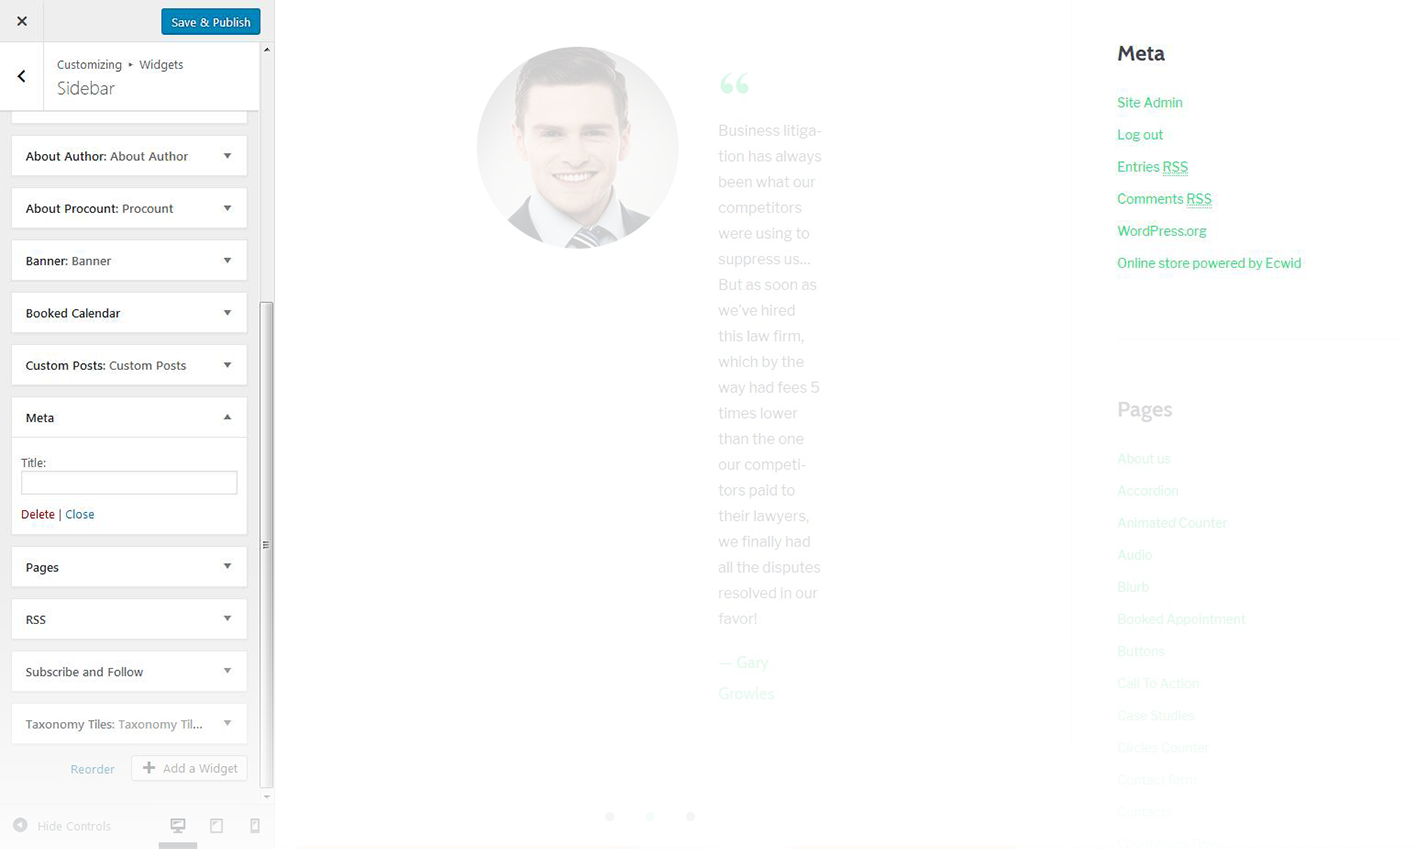 Save & Publish
Customizing ▸ Widgets
Sidebar
About Author: About Author
About Procount: Procount
Banner: Banner
Booked Calendar
Custom Posts: Custom Posts
Meta
Title:
Delete | Close
Pages
RSS
Subscribe and Follow
Taxonomy Tiles: Taxonomy Til...
Reorder
Add a Widget
Hide Controls
“
Business litiga-
tion has always
been what our
competitors
were using to
suppress us...
But as soon as
we've hired
this law firm,
which by the
way had fees 5
times lower
than the one
our competi-
tors paid to
their lawyers,
we finally had
all the disputes
resolved in our
favor!
— Gary
Growles
Meta
Site Admin
Log out
Entries RSS
Comments RSS
WordPress.org
Online store powered by Ecwid
Pages
About us
Accordion
Animated Counter
Audio
Blurb
Booked Appointment
Buttons
Call To Action
Case Studies
Circles Counter
Contact form
Contacts